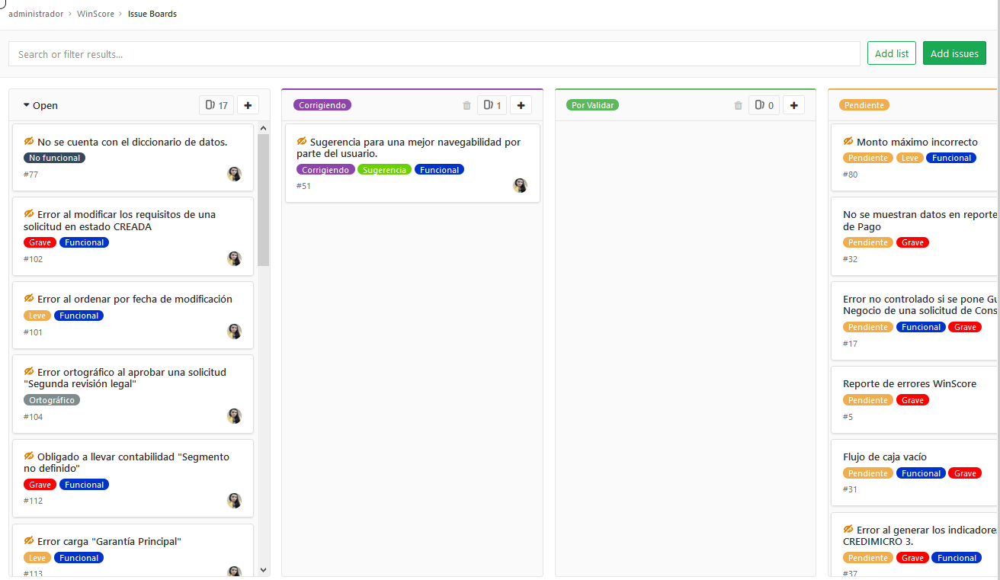 administrador › WinScore › Issue Boards
Search or filter results...
Add list
Add issues
Open
17
No se cuenta con el diccionario de datos.
No funcional
#77
Error al modificar los requisitos de una
solicitud en estado CREADA
Grave Funcional
#102
Error al ordenar por fecha de modificación
Leve Funcional
#101
Error ortográfico al aprobar una solicitud
"Segunda revisión legal"
Ortográfico
#104
Obligado a llevar contabilidad "Segmento
no definido"
Grave Funcional
#112
Error carga "Garantía Principal"
Leve Funcional
#113
Corrigiendo
1
Sugerencia para una mejor navegabilidad por
parte del usuario.
Corrigiendo Sugerencia Funcional
#51
Por Validar
0
Pendiente
Monto máximo incorrecto
Pendiente Leve Funcional
#80
No se muestran datos en reporte
de Pago
Pendiente Grave
#32
Error no controlado si se pone Gu
Negocio de una solicitud de Cons
Pendiente Funcional Grave
#17
Reporte de errores WinScore
Pendiente Grave
#5
Flujo de caja vacío
Pendiente Funcional Grave
#31
Error al generar los indicadore
CREDIMICRO 3.
Pendiente Grave Funcional
#37